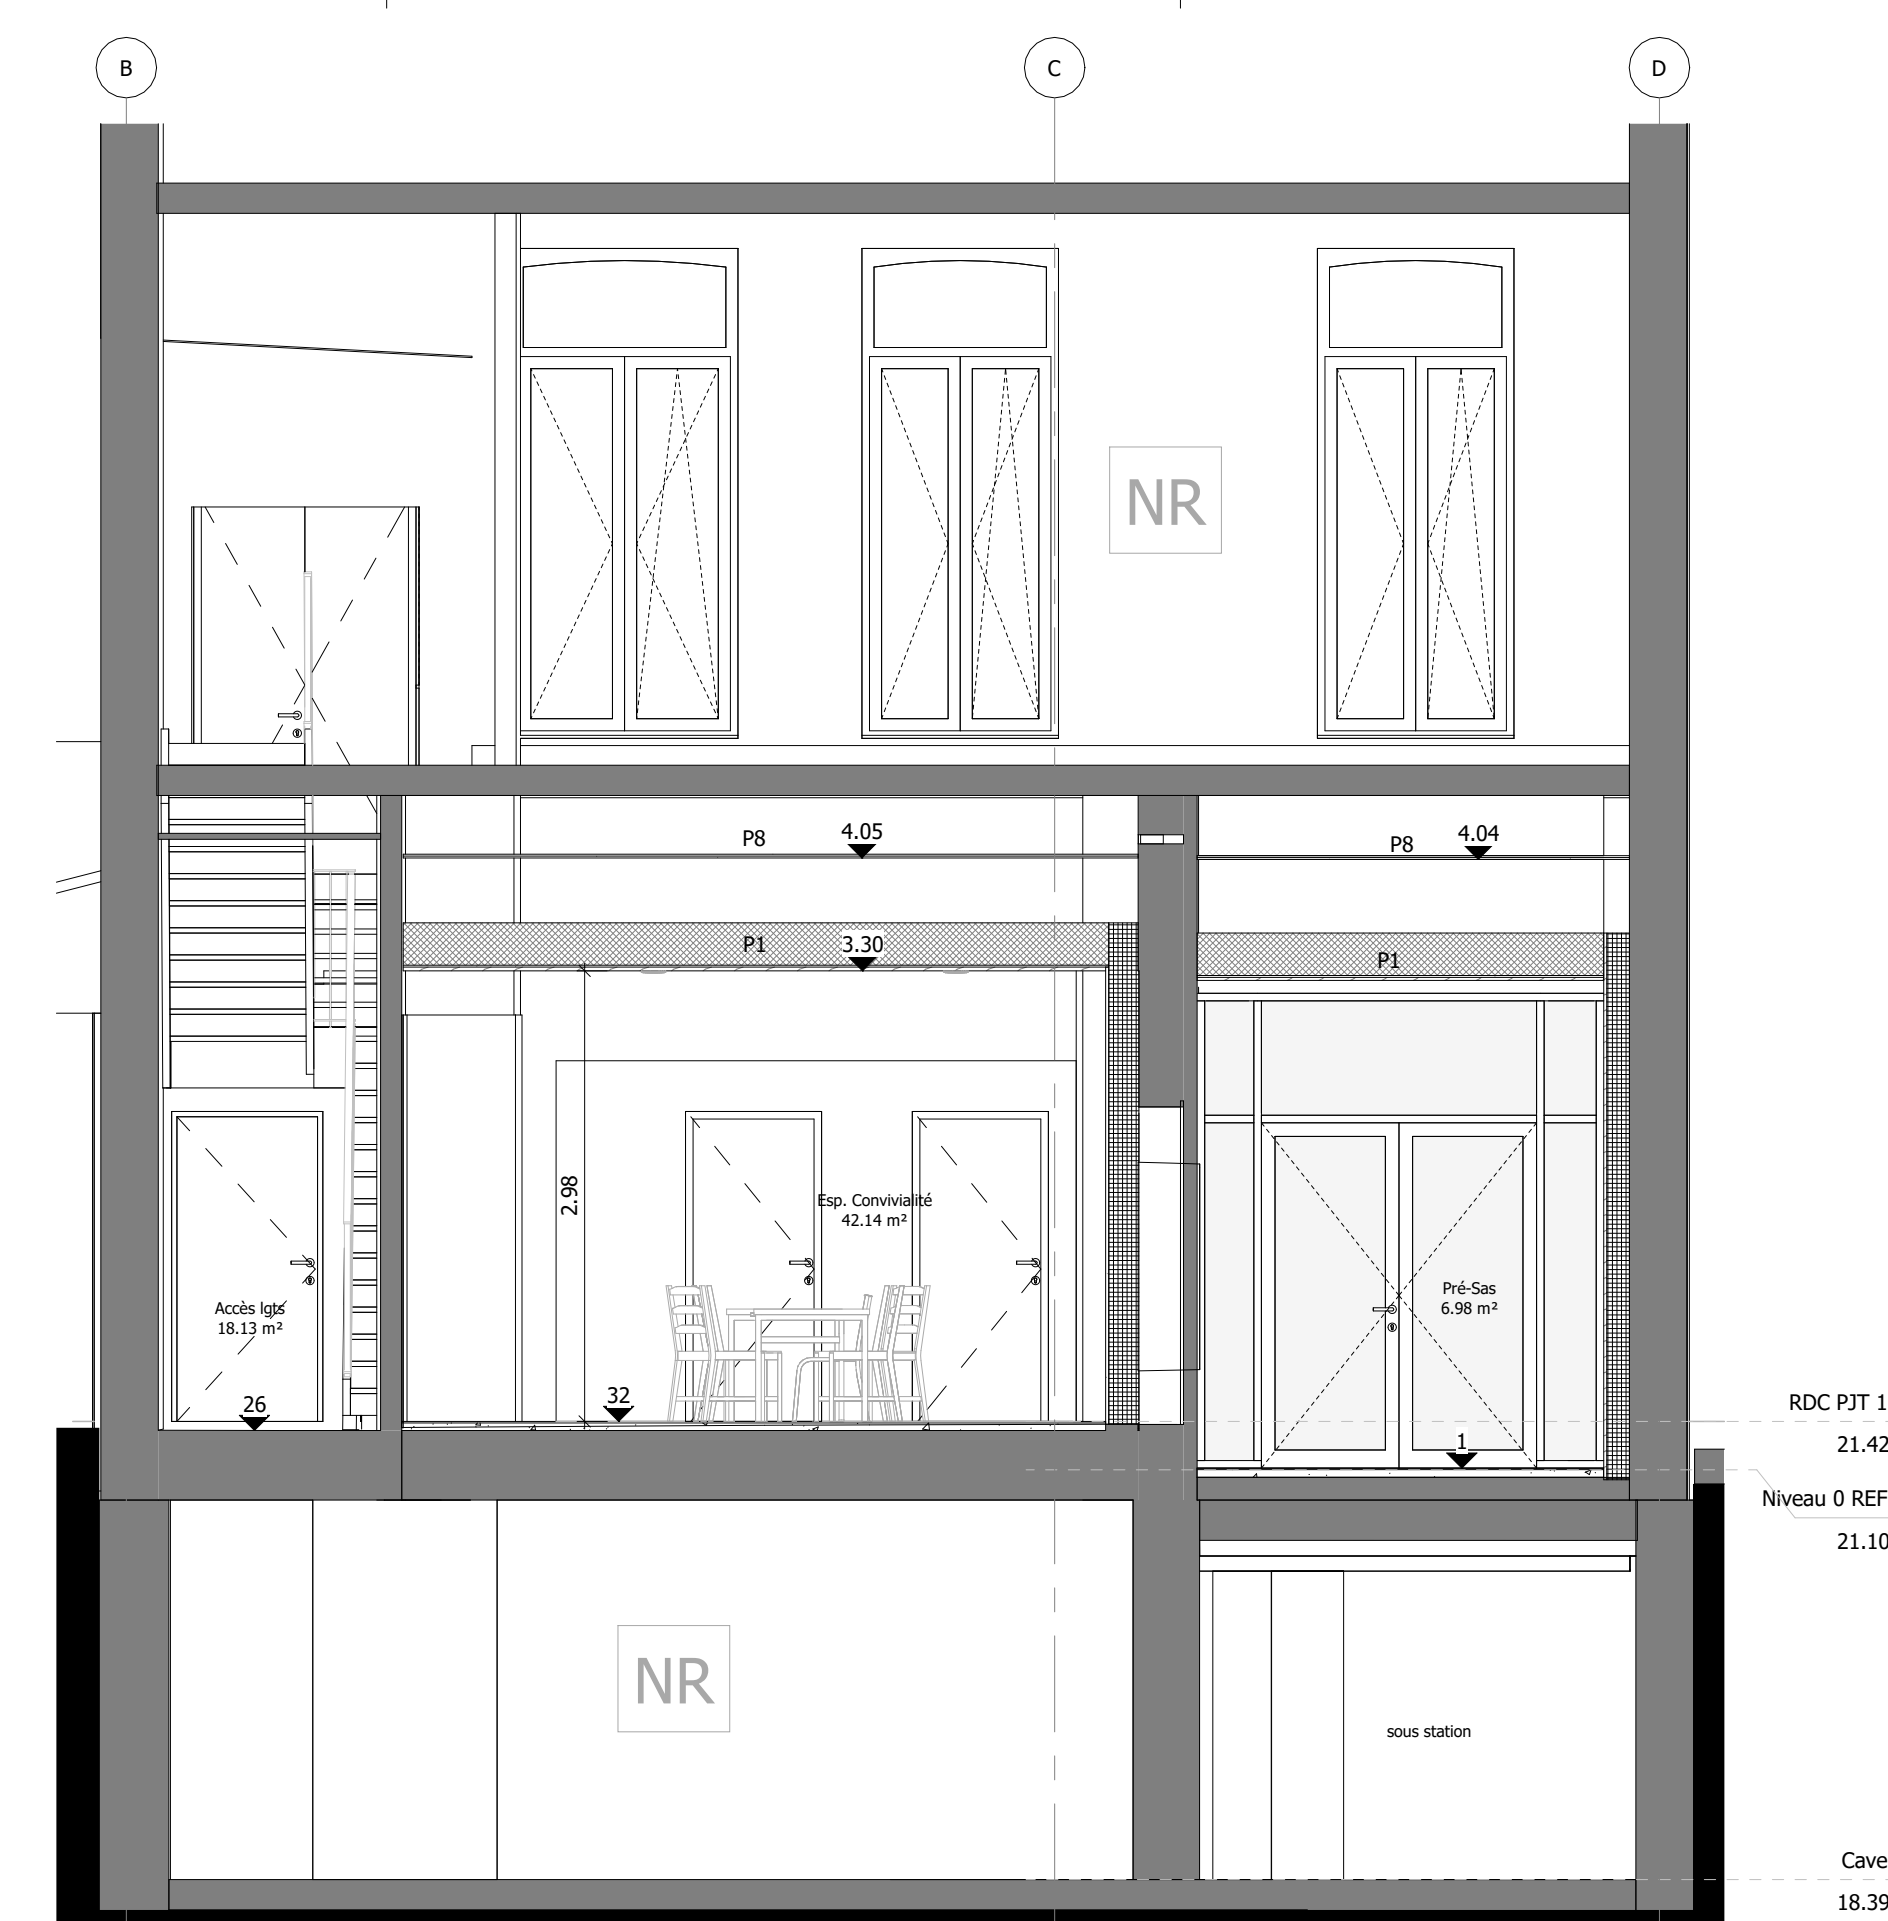 B
C
D
NR
P8
4.05
P8
4.04
P1
3.30
P1
2.98
Esp. Convivialité
42.14 m²
Pré-Sas
6.98 m²
Accès lgts
18.13 m²
26
32
1
RDC PJT 1
21.42
Niveau 0 REF
21.10
NR
sous station
Cave
18.39